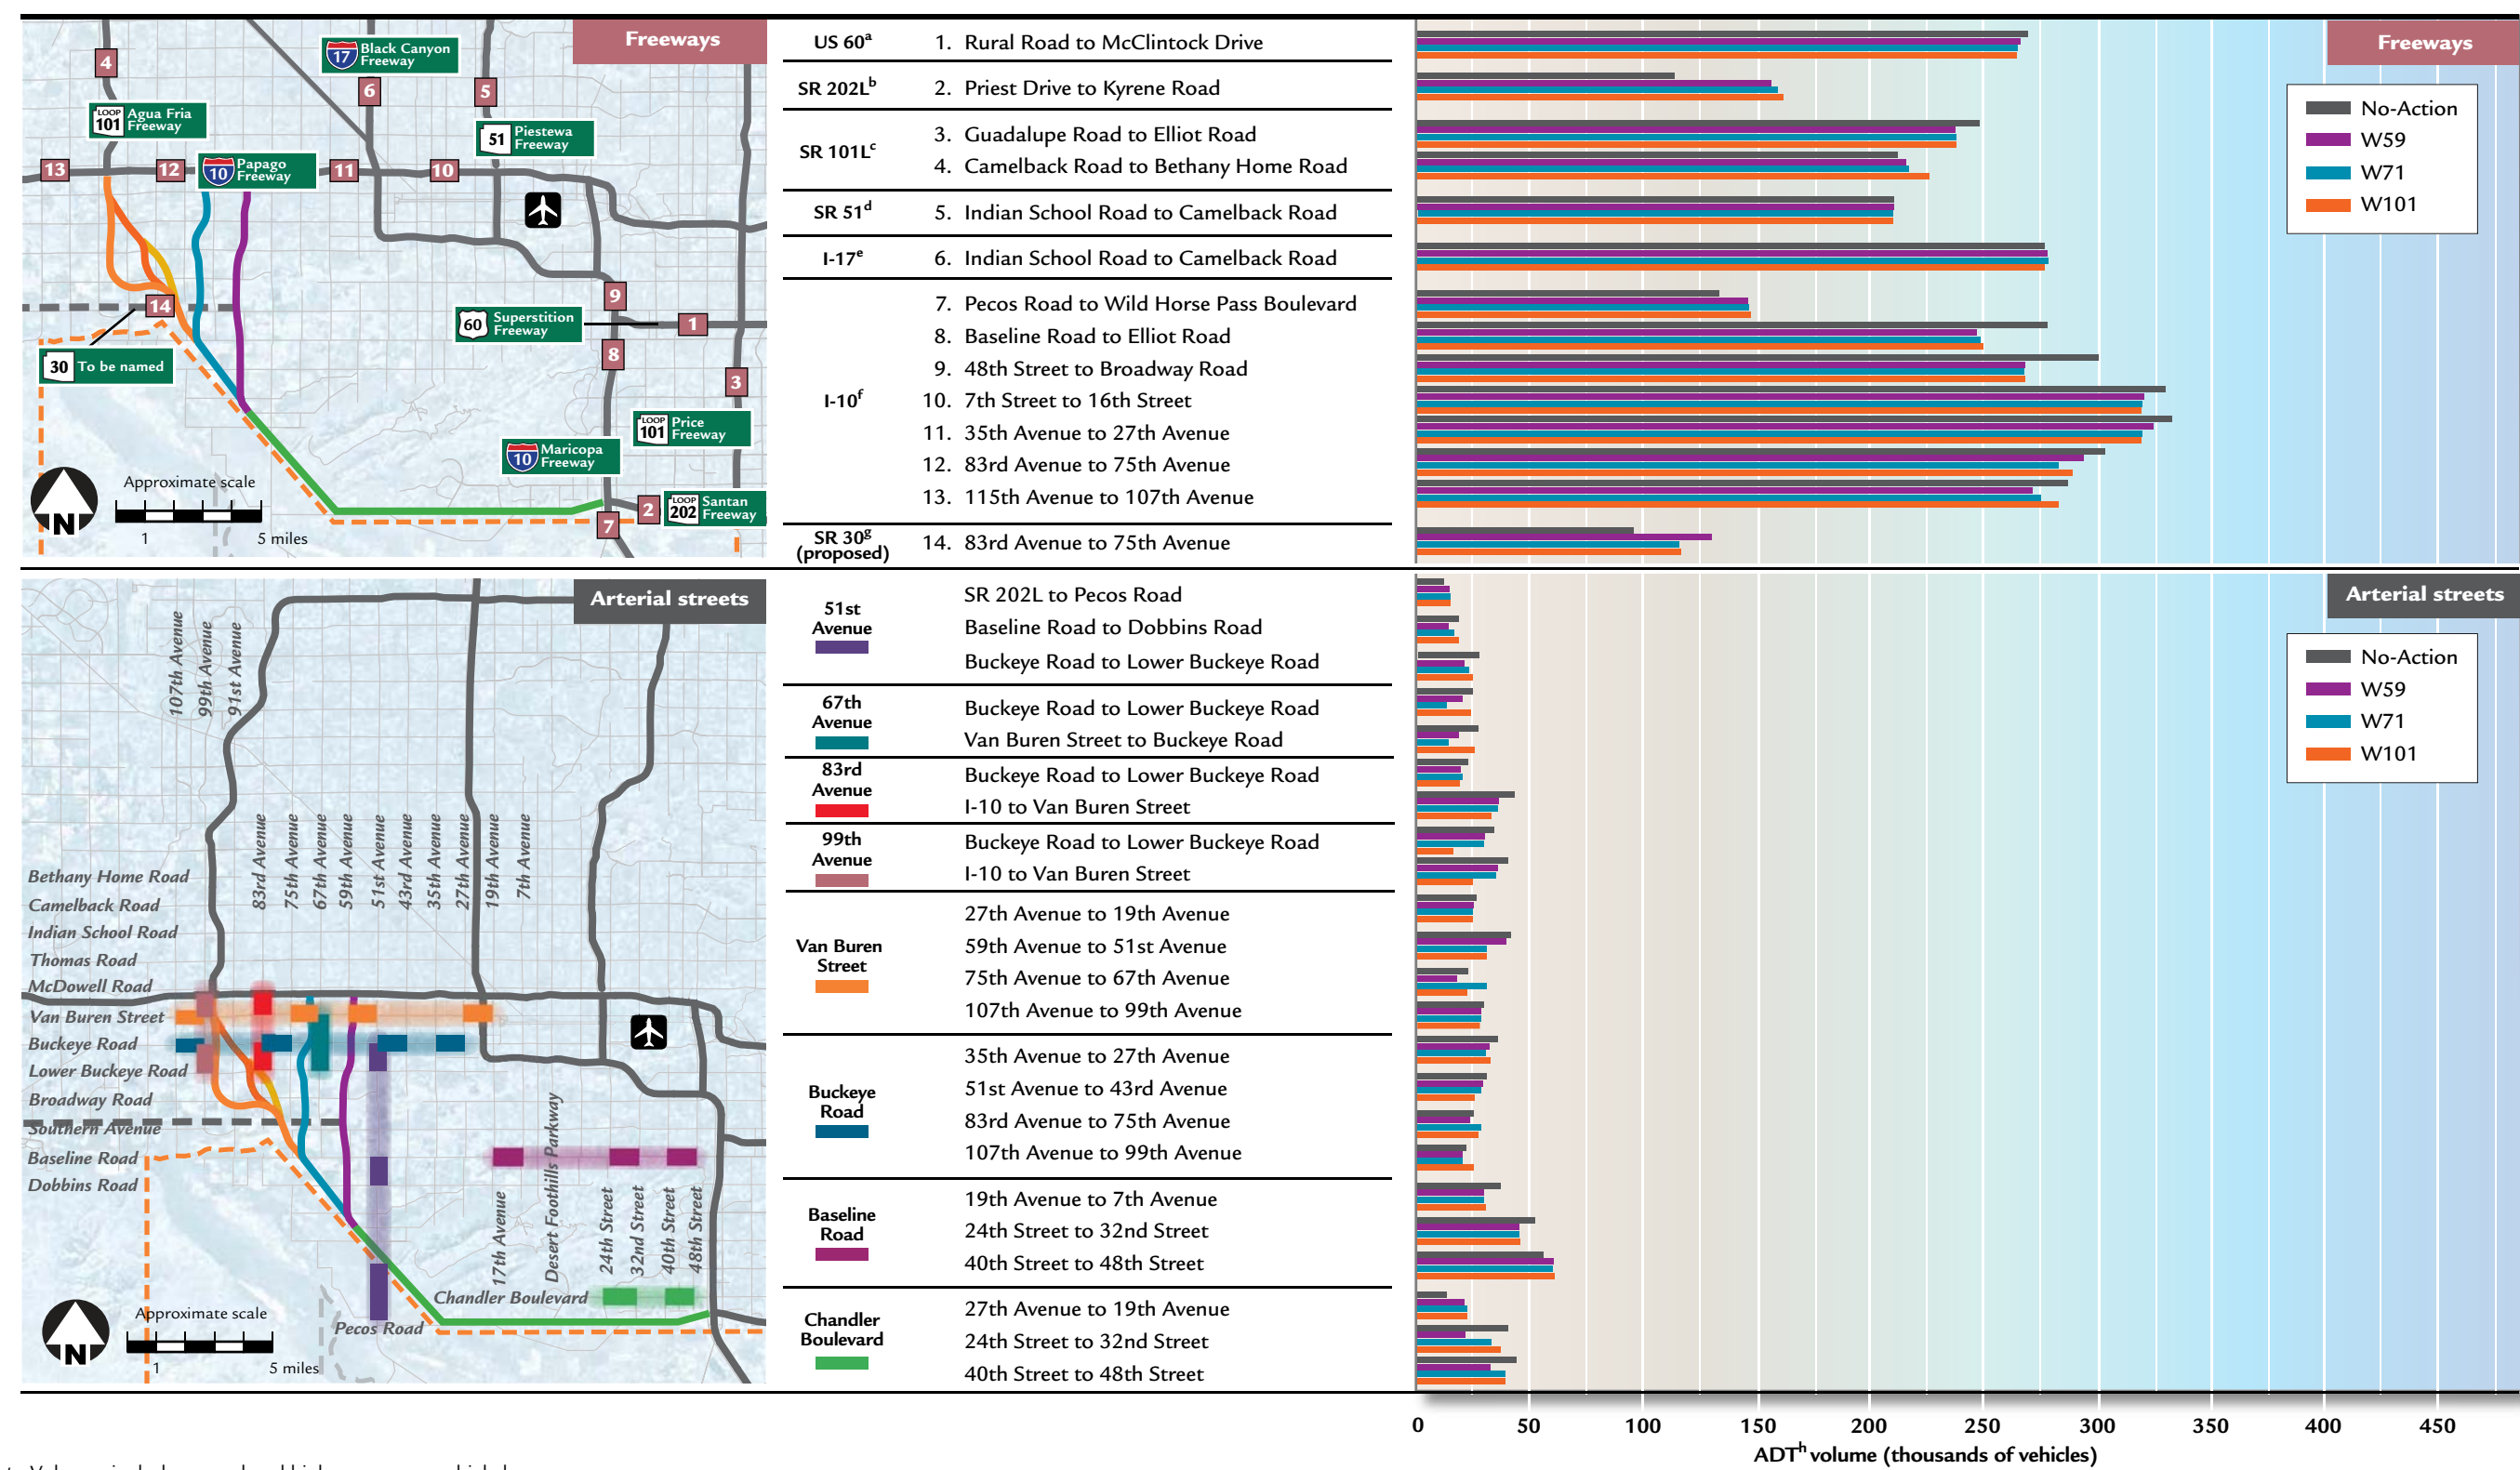 Freeways
4
17 Black Canyon Freeway
6
5
LOOP 101 Agua Fria Freeway
51 Piestewa Freeway
13
12
10 Papago Freeway
11
10
14
9
60 Superstition Freeway
1
8
30 To be named
3
LOOP 101 Price Freeway
10 Maricopa Freeway
Approximate scale
N
1 5 miles
2
LOOP 202 Santan Freeway
7
US 60a
1. Rural Road to McClintock Drive
SR 202Lb
2. Priest Drive to Kyrene Road
SR 101Lc
3. Guadalupe Road to Elliot Road
4. Camelback Road to Bethany Home Road
SR 51d
5. Indian School Road to Camelback Road
I-17e
6. Indian School Road to Camelback Road
I-10f
7. Pecos Road to Wild Horse Pass Boulevard
8. Baseline Road to Elliot Road
9. 48th Street to Broadway Road
10. 7th Street to 16th Street
11. 35th Avenue to 27th Avenue
12. 83rd Avenue to 75th Avenue
13. 115th Avenue to 107th Avenue
SR 30g
(proposed)
14. 83rd Avenue to 75th Avenue
Freeways
No-Action
W59
W71
W101
Arterial streets
107th Avenue
99th Avenue
91st Avenue
83rd Avenue
75th Avenue
67th Avenue
59th Avenue
51st Avenue
43rd Avenue
35th Avenue
27th Avenue
19th Avenue
7th Avenue
Bethany Home Road
Camelback Road
Indian School Road
Thomas Road
McDowell Road
Van Buren Street
Buckeye Road
Lower Buckeye Road
Broadway Road
Southern Avenue
Baseline Road
Dobbins Road
17th Avenue
Desert Foothills Parkway
24th Street
32nd Street
40th Street
48th Street
Chandler Boulevard
Pecos Road
Approximate scale
N
1 5 miles
51st
Avenue
SR 202L to Pecos Road
Baseline Road to Dobbins Road
Buckeye Road to Lower Buckeye Road
67th
Avenue
Buckeye Road to Lower Buckeye Road
Van Buren Street to Buckeye Road
83rd
Avenue
Buckeye Road to Lower Buckeye Road
I-10 to Van Buren Street
99th
Avenue
Buckeye Road to Lower Buckeye Road
I-10 to Van Buren Street
Van Buren
Street
27th Avenue to 19th Avenue
59th Avenue to 51st Avenue
75th Avenue to 67th Avenue
107th Avenue to 99th Avenue
Buckeye
Road
35th Avenue to 27th Avenue
51st Avenue to 43rd Avenue
83rd Avenue to 75th Avenue
107th Avenue to 99th Avenue
Baseline
Road
19th Avenue to 7th Avenue
24th Street to 32nd Street
40th Street to 48th Street
Chandler
Boulevard
27th Avenue to 19th Avenue
24th Street to 32nd Street
40th Street to 48th Street
Arterial streets
No-Action
W59
W71
W101
0 50 100 150 200 250 300 350 400 450
ADTh volume (thousands of vehicles)